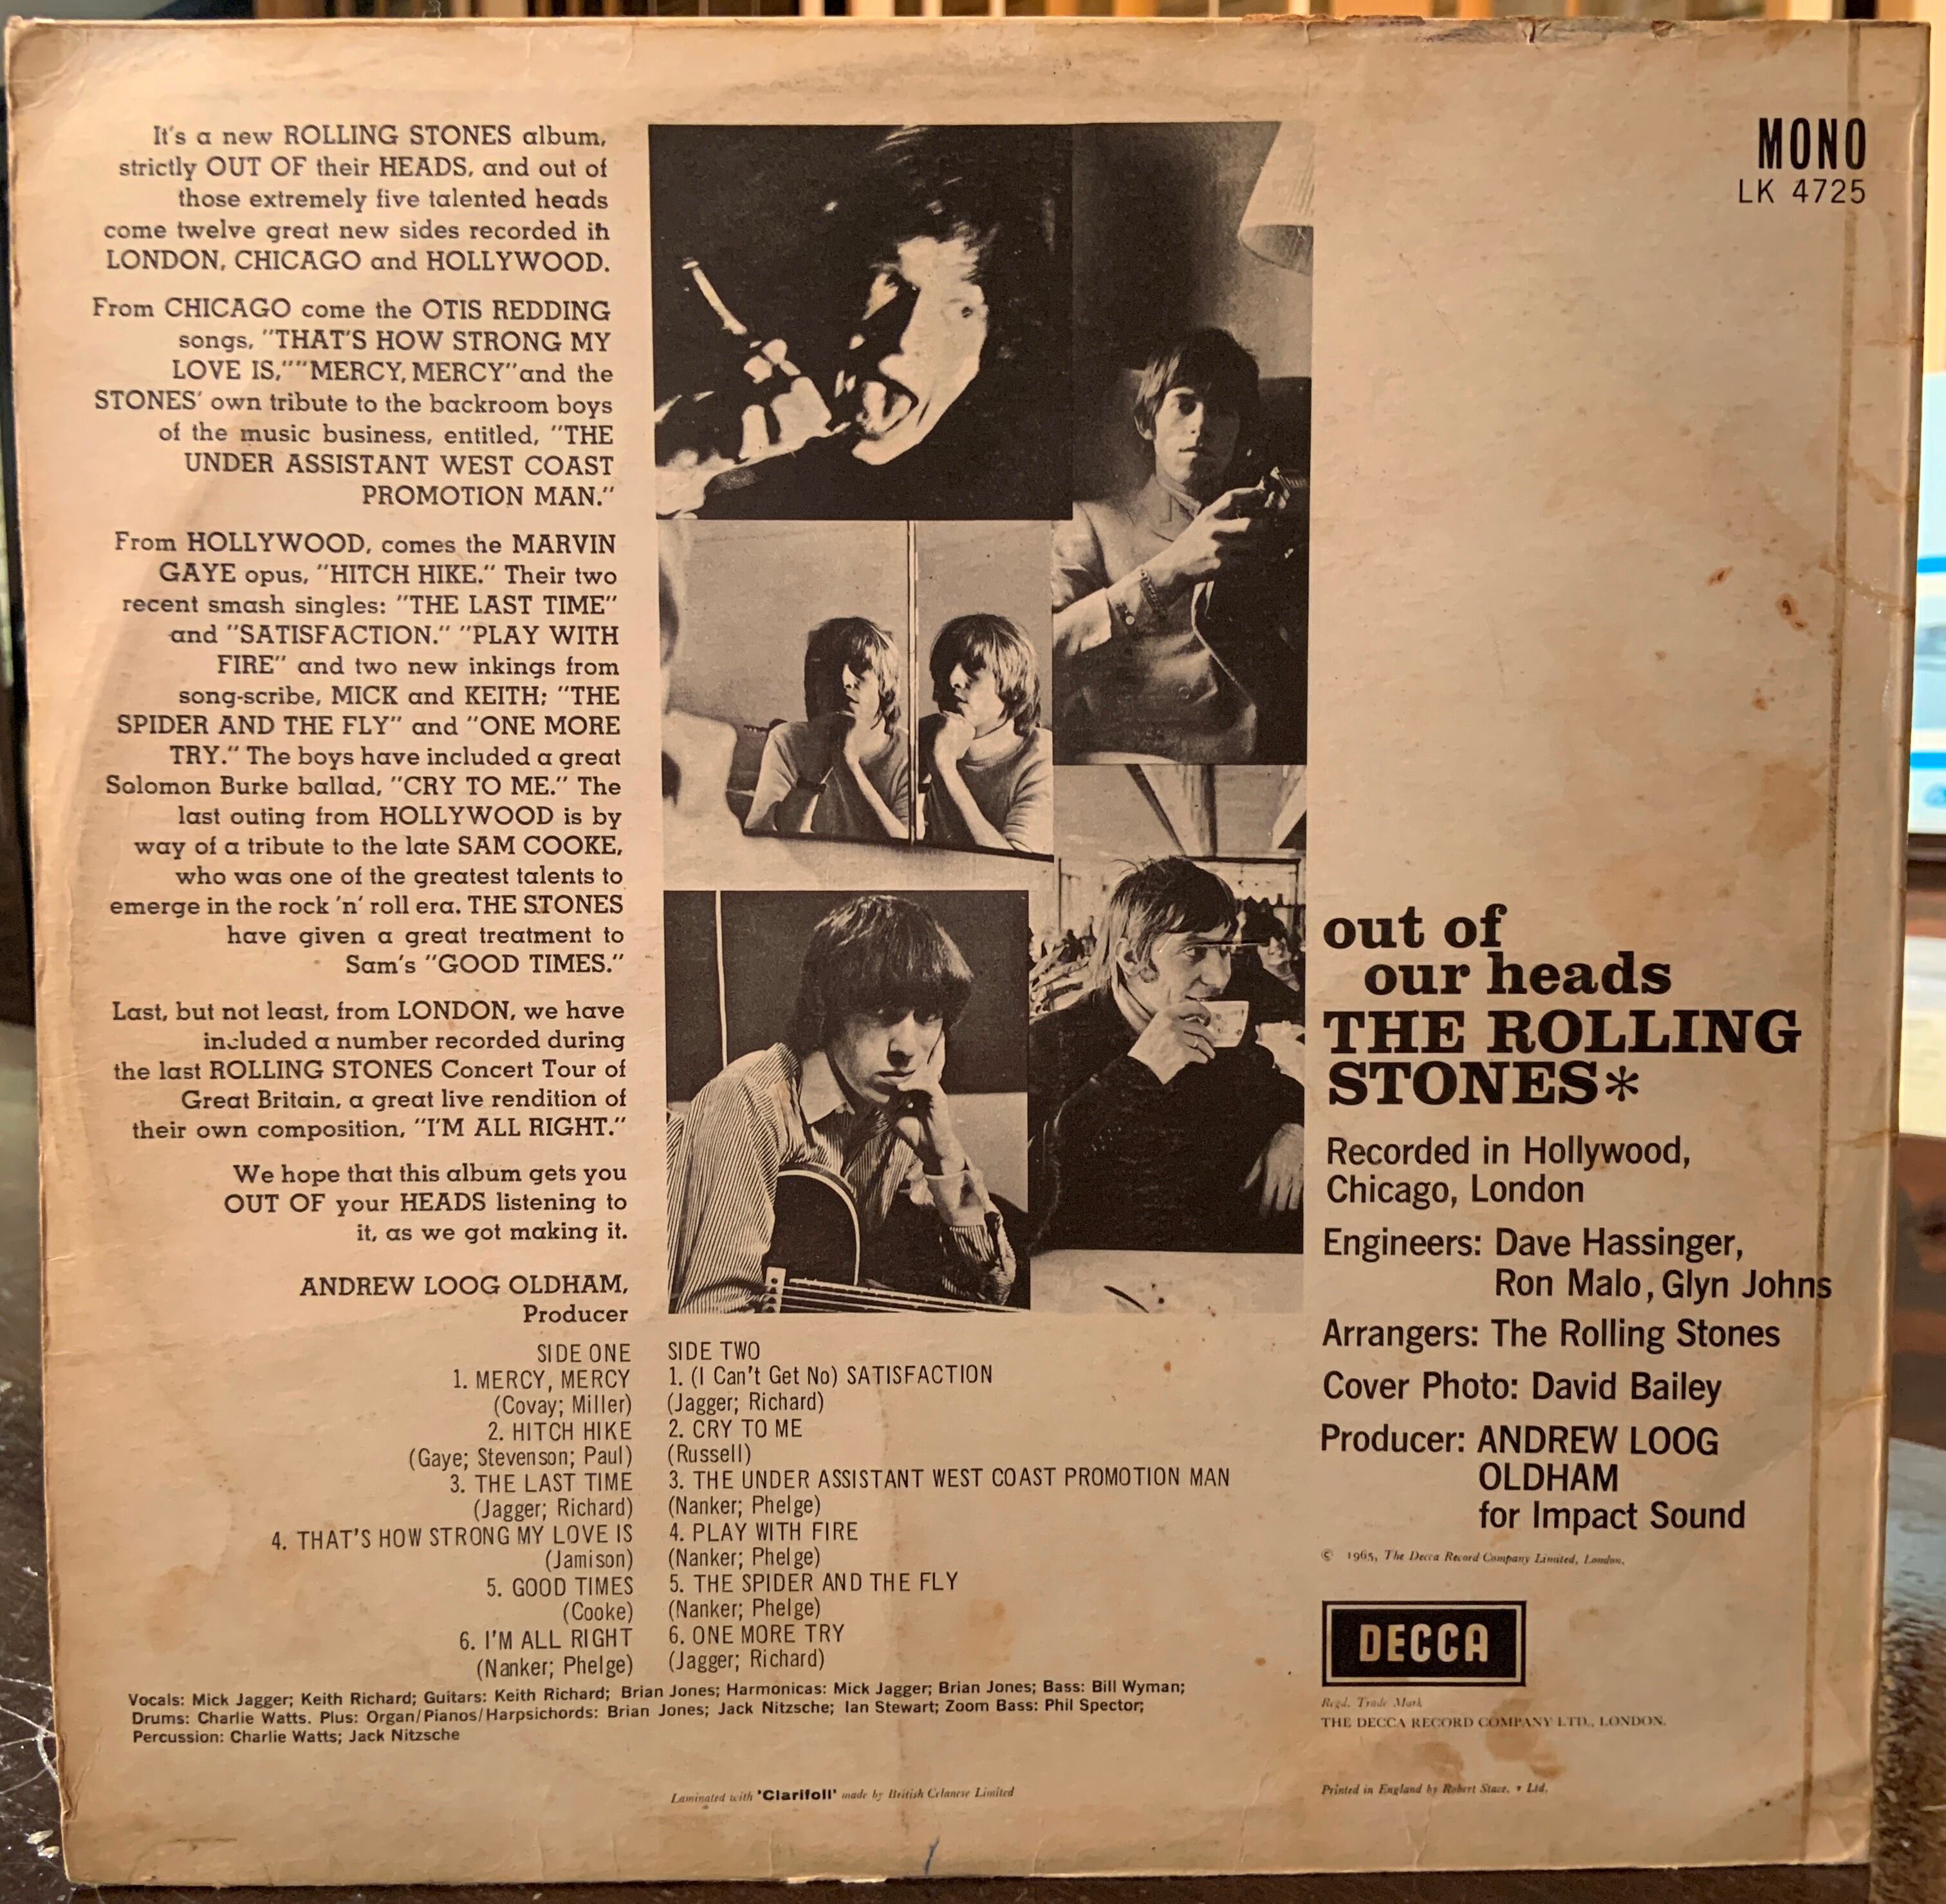 It's a new ROLLING STONES album,
strictly OUT OF their HEADS, and out of
those extremely five talented heads
come twelve great new sides recorded in
LONDON, CHICAGO and HOLLYWOOD.
From CHICAGO come the OTIS REDDING
songs, "THAT'S HOW STRONG MY
LOVE IS,""MERCY, MERCY"and the
STONES' own tribute to the backroom boys
of the music business, entitled, "THE
UNDER ASSISTANT WEST COAST
PROMOTION MAN."
From HOLLYWOOD, comes the MARVIN
GAYE opus, "HITCH HIKE." Their two
recent smash singles: "THE LAST TIME"
and "SATISFACTION." "PLAY WITH
FIRE" and two new inkings from
song-scribe, MICK and KEITH; "THE
SPIDER AND THE FLY" and "ONE MORE
TRY." The boys have included a great
Solomon Burke ballad, "CRY TO ME." The
last outing from HOLLYWOOD is by
way of a tribute to the late SAM COOKE,
who was one of the greatest talents to
emerge in the rock 'n' roll era. THE STONES
have given a great treatment to
Sam's "GOOD TIMES."
Last, but not least, from LONDON, we have
included a number recorded during
the last ROLLING STONES Concert Tour of
Great Britain, a great live rendition of
their own composition, "I'M ALL RIGHT."
We hope that this album gets you
OUT OF your HEADS listening to
it, as we got making it.
ANDREW LOOG OLDHAM,
Producer
SIDE ONE
1. MERCY, MERCY
(Covay; Miller)
2. HITCH HIKE
(Gaye; Stevenson; Paul)
3. THE LAST TIME
(Jagger; Richard)
4. THAT'S HOW STRONG MY LOVE IS
(Jamison)
5. GOOD TIMES
(Cooke)
6. I'M ALL RIGHT
(Nanker; Phelge)
SIDE TWO
1. (I Can't Get No) SATISFACTION
(Jagger; Richard)
2. CRY TO ME
(Russell)
3. THE UNDER ASSISTANT WEST COAST PROMOTION MAN
(Nanker; Phelge)
4. PLAY WITH FIRE
(Nanker; Phelge)
5. THE SPIDER AND THE FLY
(Nanker; Phelge)
6. ONE MORE TRY
(Jagger; Richard)
Vocals: Mick Jagger; Keith Richard; Guitars: Keith Richard; Brian Jones; Harmonicas: Mick Jagger; Brian Jones; Bass: Bill Wyman;
Drums: Charlie Watts. Plus: Organ/Pianos/Harpsichords: Brian Jones; Jack Nitzsche; Ian Stewart; Zoom Bass: Phil Spector;
Percussion: Charlie Watts; Jack Nitzsche
Laminated with 'Clarifoil' made by British Celanese Limited
MONO
LK 4725
out of
our heads
THE ROLLING
STONES*
Recorded in Hollywood,
Chicago, London
Engineers: Dave Hassinger,
Ron Malo, Glyn Johns
Arrangers: The Rolling Stones
Cover Photo: David Bailey
Producer: ANDREW LOOG
OLDHAM
for Impact Sound
© 1965, The Decca Record Company Limited, London.
DECCA
Regd. Trade Mark
THE DECCA RECORD COMPANY LTD., LONDON.
Printed in England by Robert Stace. Ltd.